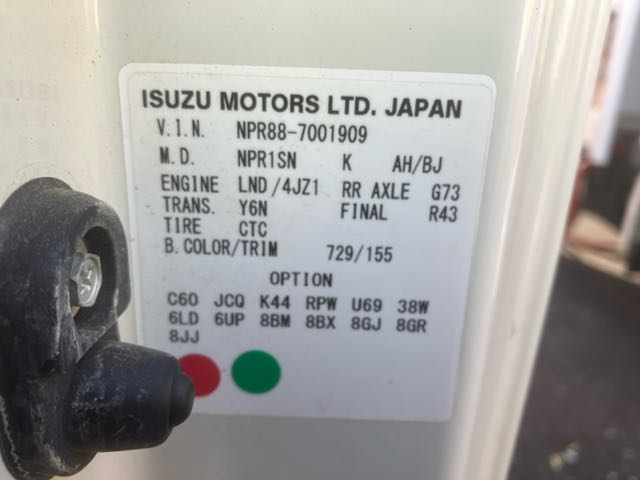 ISUZU MOTORS LTD. JAPAN
V.I.N. NPR88-7001909
M.D. NPR1SN K AH/BJ
ENGINE LND/4JZ1 RR AXLE G73
TRANS. Y6N FINAL R43
TIRE CTC
B.COLOR/TRIM 729/155
OPTION
C60 JCQ K44 RPW U69 38W
6LD 6UP 8BM 8BX 8GJ 8GR
8JJ